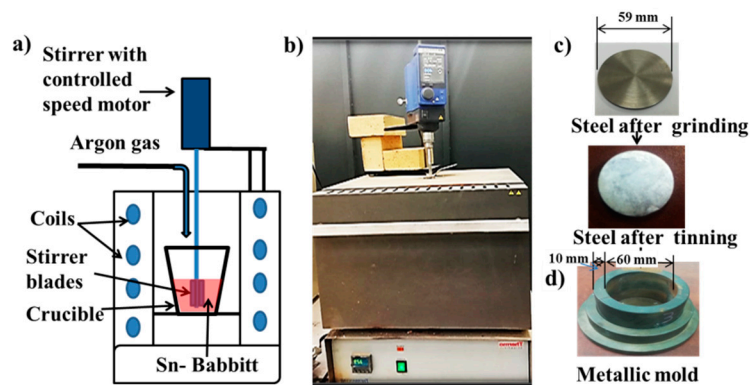 a)
Stirrer with
controlled
speed motor
Argon gas
Coils
Stirrer
blades
Crucible
Sn- Babbitt
b)
c)
59 mm
Steel after grinding
Steel after tinning
d)
10 mm
60 mm
Metallic mold